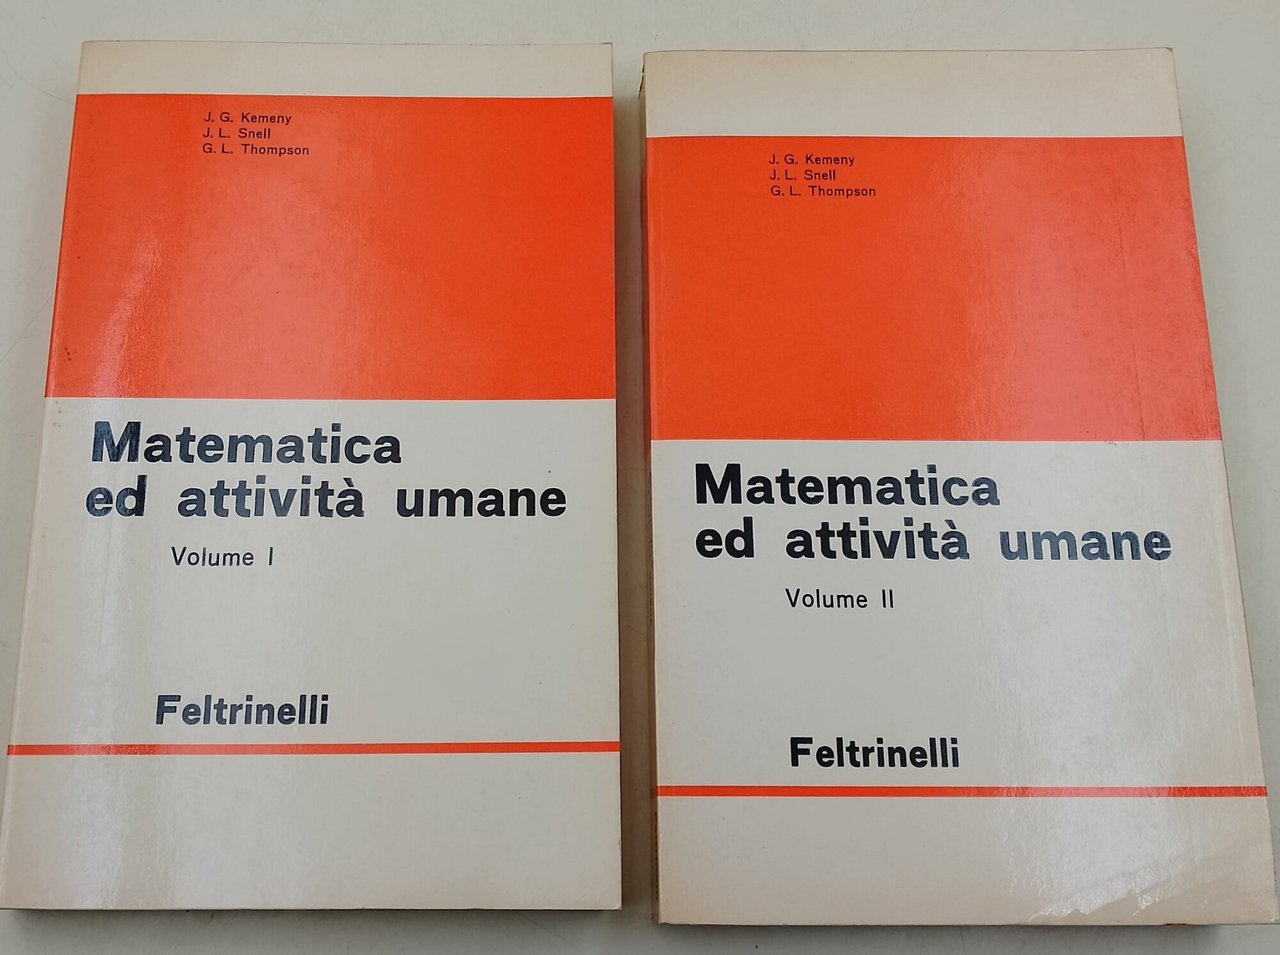 J. G. Kemeny
J. L. Snell
G. L. Thompson
Matematica
ed attività umane
Volume I
Feltrinelli
J. G. Kemeny
J. L. Snell
G. L. Thompson
Matematica
ed attività umane
Volume II
Feltrinelli